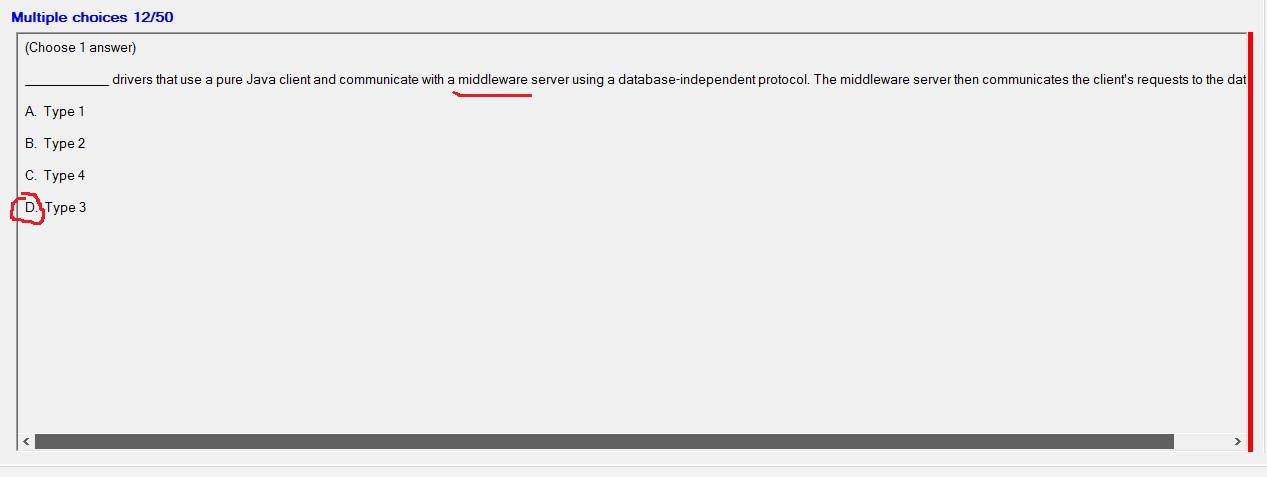 Multiple choices 12/50
(Choose 1 answer)
____________ drivers that use a pure Java client and communicate with a middleware server using a database-independent protocol. The middleware server then communicates the client's requests to the dat
A. Type 1
B. Type 2
C. Type 4
D. Type 3